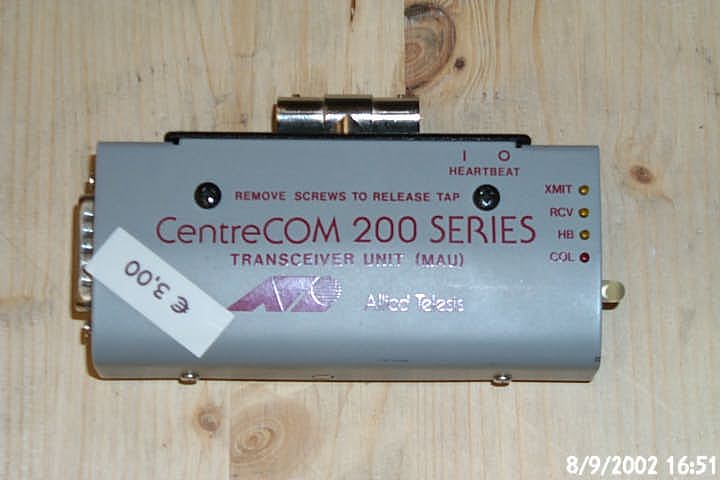 I O
HEARTBEAT
REMOVE SCREWS TO RELEASE TAP
XMIT
RCV
HB
COL
CentreCOM 200 SERIES
TRANSCEIVER UNIT (MAU)
Allied Telesis
€ 3,00
8/9/2002 16:51